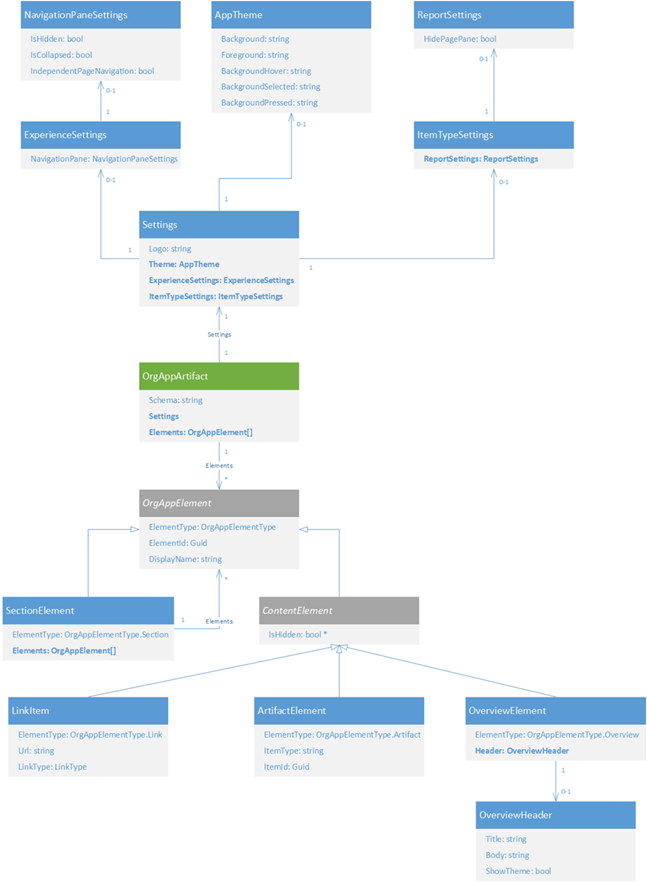 NavigationPaneSettings
IsHidden: bool
IsCollapsed: bool
IndependentPageNavigation: bool
AppTheme
Background: string
Foreground: string
BackgroundHover: string
BackgroundSelected: string
BackgroundPressed: string
ReportSettings
HidePagePane: bool
0-1
1
0-1
0-1
1
ExperienceSettings
NavigationPane: NavigationPaneSettings
ItemTypeSettings
ReportSettings: ReportSettings
0-1
0-1
1
1
1
Settings
Logo: string
Theme: AppTheme
ExperienceSettings: ExperienceSettings
ItemTypeSettings: ItemTypeSettings
1
Settings
1
OrgAppArtifact
Schema: string
Settings
Elements: OrgAppElement[]
1
Elements
*
OrgAppElement
ElementType: OrgAppElementType
ElementId: Guid
DisplayName: string
*
SectionElement
ElementType: OrgAppElementType.Section
Elements: OrgAppElement[]
1
Elements
ContentElement
IsHidden: bool *
LinkItem
ElementType: OrgAppElementType.Link
Url: string
LinkType: LinkType
ArtifactElement
ElementType: OrgAppElementType.Artifact
ItemType: string
ItemId: Guid
OverviewElement
ElementType: OrgAppElementType.Overview
Header: OverviewHeader
1
0-1
OverviewHeader
Title: string
Body: string
ShowTheme: bool